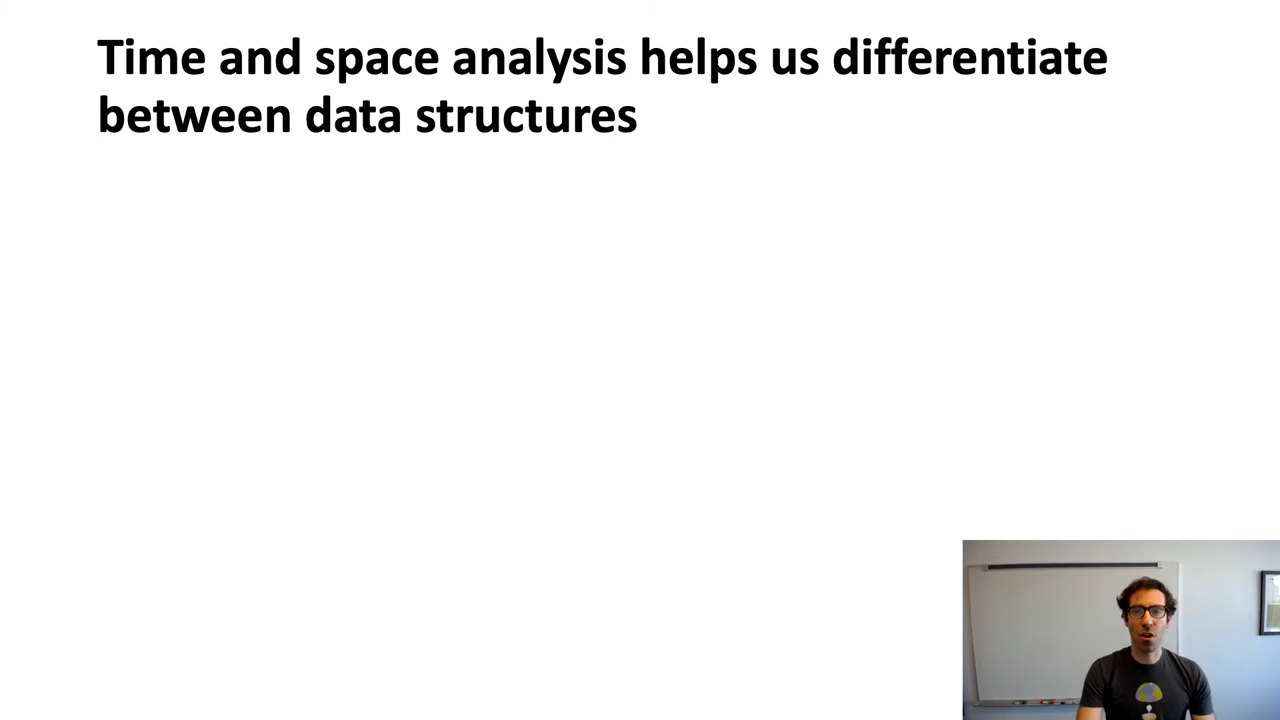 Time and space analysis helps us differentiate
between data structures